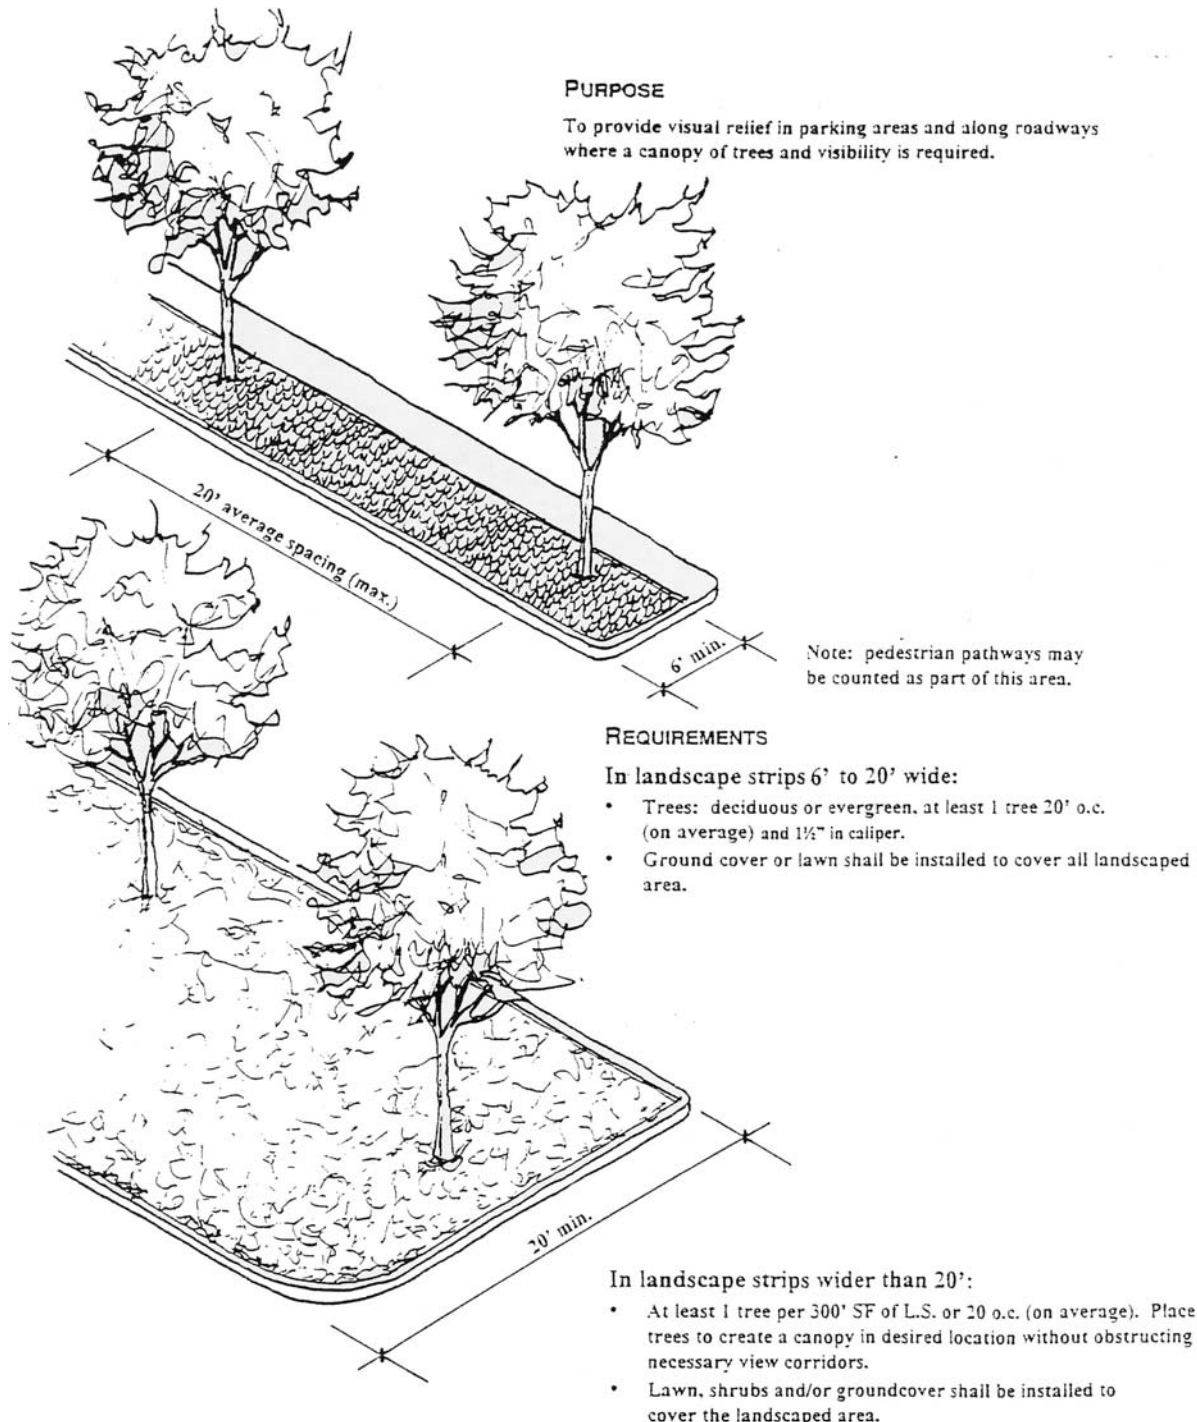 PURPOSE
To provide visual relief in parking areas and along roadways
where a canopy of trees and visibility is required.
20' average spacing (max.)
6' min.
Note: pedestrian pathways may
be counted as part of this area.
REQUIREMENTS
In landscape strips 6' to 20' wide:
• Trees: deciduous or evergreen, at least 1 tree 20' o.c.
(on average) and 1½" in caliper.
• Ground cover or lawn shall be installed to cover all landscaped
area.
20' min.
In landscape strips wider than 20':
• At least 1 tree per 300' SF of L.S. or 20 o.c. (on average). Place
trees to create a canopy in desired location without obstructing
necessary view corridors.
• Lawn, shrubs and/or groundcover shall be installed to
cover the landscaped area.